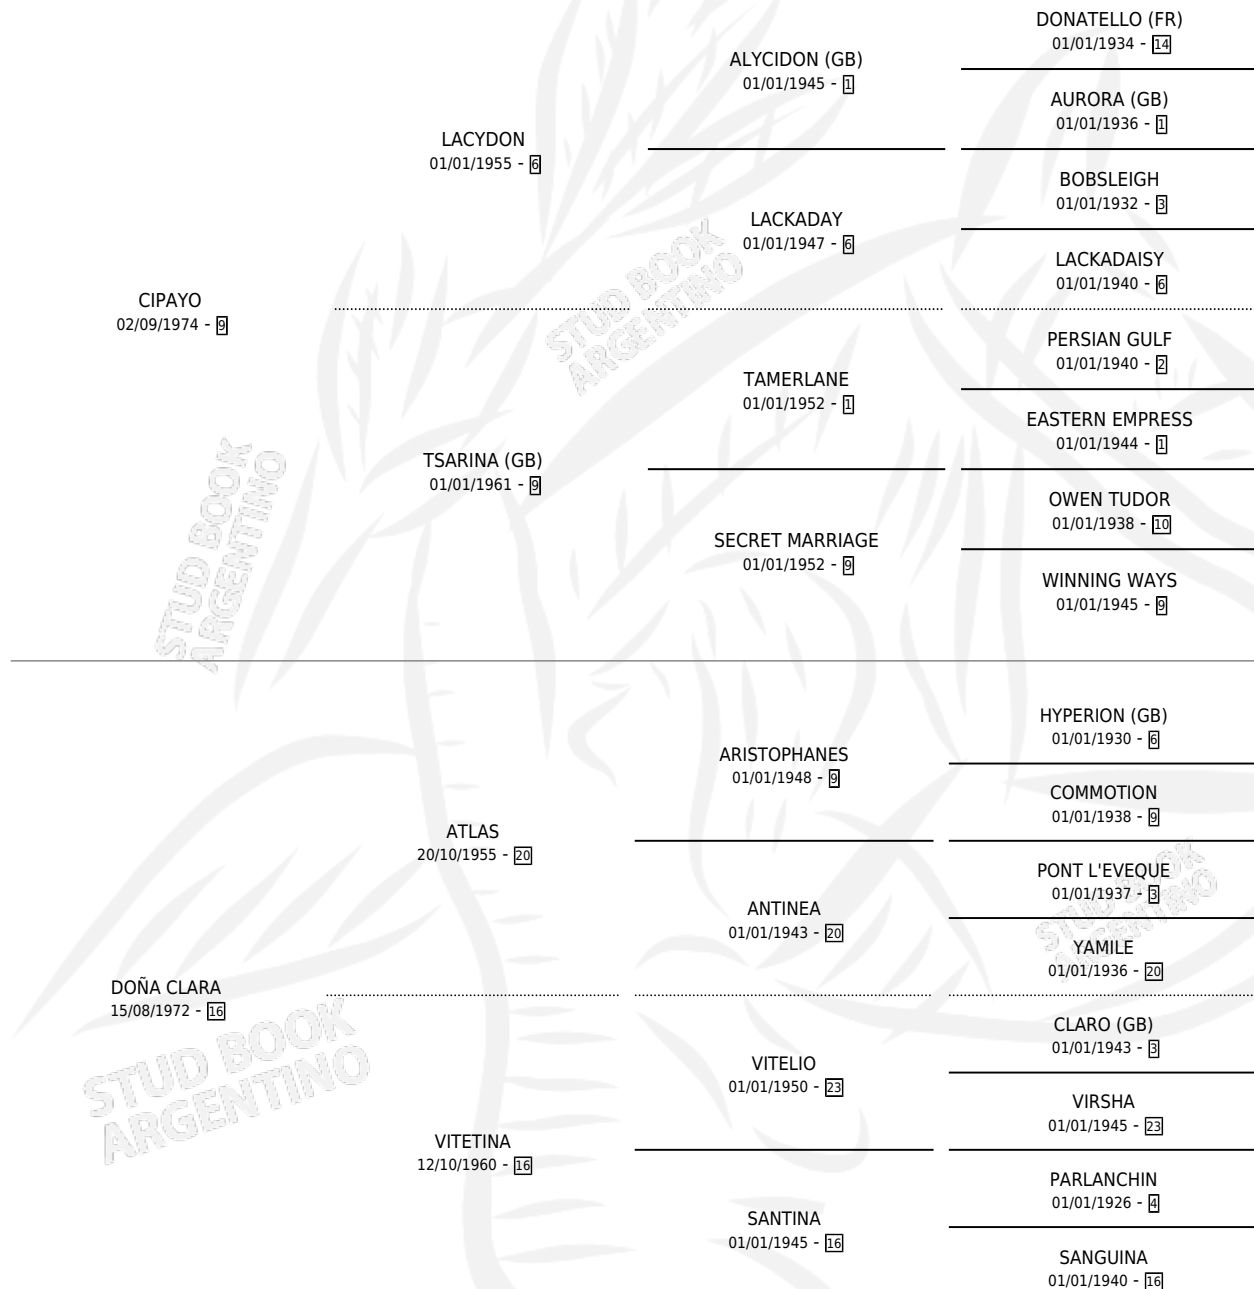 DONATELLO (FR)
01/01/1934 - 14
ALYCIDON (GB)
01/01/1945 - 1
AURORA (GB)
01/01/1936 - 1
LACYDON
01/01/1955 - 6
BOBSLEIGH
01/01/1932 - 3
LACKADAY
01/01/1947 - 6
LACKADAISY
01/01/1940 - 6
CIPAYO
02/09/1974 - 9
PERSIAN GULF
01/01/1940 - 2
TAMERLANE
01/01/1952 - 1
EASTERN EMPRESS
01/01/1944 - 1
TSARINA (GB)
01/01/1961 - 9
OWEN TUDOR
01/01/1938 - 10
SECRET MARRIAGE
01/01/1952 - 9
WINNING WAYS
01/01/1945 - 9
HYPERION (GB)
01/01/1930 - 6
ARISTOPHANES
01/01/1948 - 9
COMMOTION
01/01/1938 - 9
ATLAS
20/10/1955 - 20
PONT L'EVEQUE
01/01/1937 - 3
ANTINEA
01/01/1943 - 20
YAMILE
01/01/1936 - 20
DOÑA CLARA
15/08/1972 - 16
CLARO (GB)
01/01/1943 - 3
VITELIO
01/01/1950 - 23
VIRSHA
01/01/1945 - 23
VITETINA
12/10/1960 - 16
PARLANCHIN
01/01/1926 - 4
SANTINA
01/01/1945 - 16
SANGUINA
01/01/1940 - 16
STUD BOOK
ARGENTINO
STUD BOOK
ARGENTINO
STUD BOOK
ARGENTINO
STUD BOOK
ARGENTINO